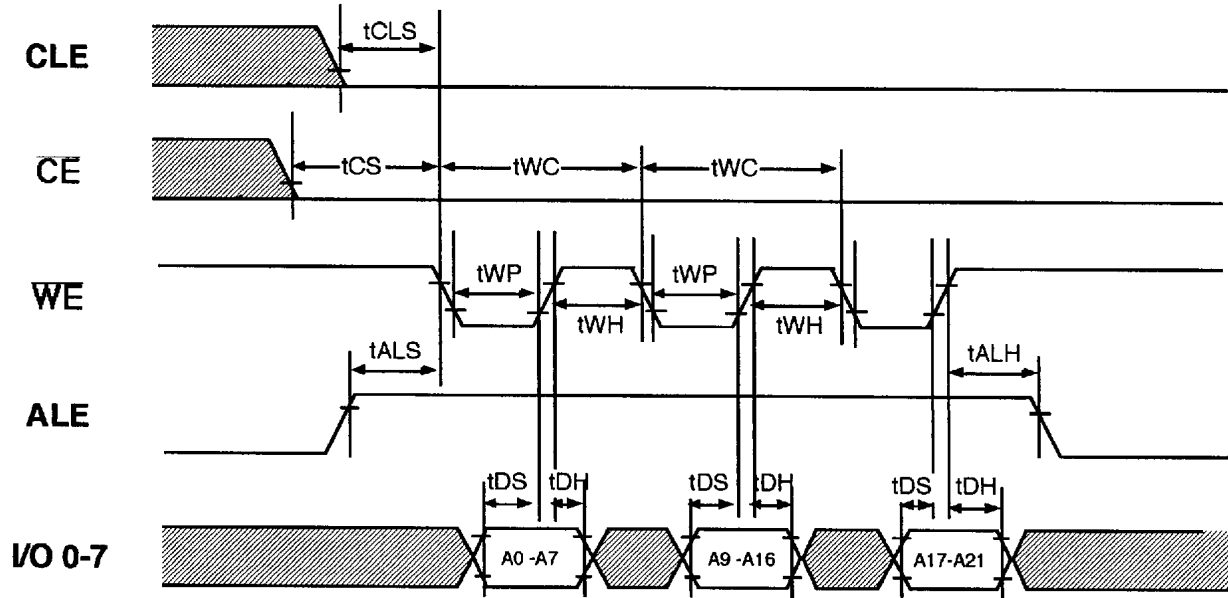 CLE
tCLS
CE
tCS
tWC
tWC
WE
tWP
tWP
tWH
tWH
tALS
tALH
ALE
tDS
tDH
tDS
tDH
tDS
tDH
I/O 0-7
A0 -A7
A9 -A16
A17-A21